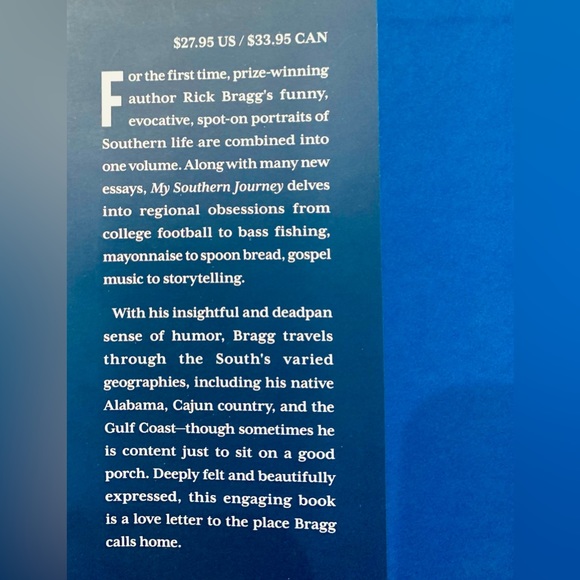 $27.95 US / $33.95 CAN
For the first time, prize-winning
author Rick Bragg's funny,
evocative, spot-on portraits of
Southern life are combined into
one volume. Along with many new
essays, My Southern Journey delves
into regional obsessions from
college football to bass fishing,
mayonnaise to spoon bread, gospel
music to storytelling.
With his insightful and deadpan
sense of humor, Bragg travels
through the South's varied
geographies, including his native
Alabama, Cajun country, and the
Gulf Coast—though sometimes he
is content just to sit on a good
porch. Deeply felt and beautifully
expressed, this engaging book
is a love letter to the place Bragg
calls home.